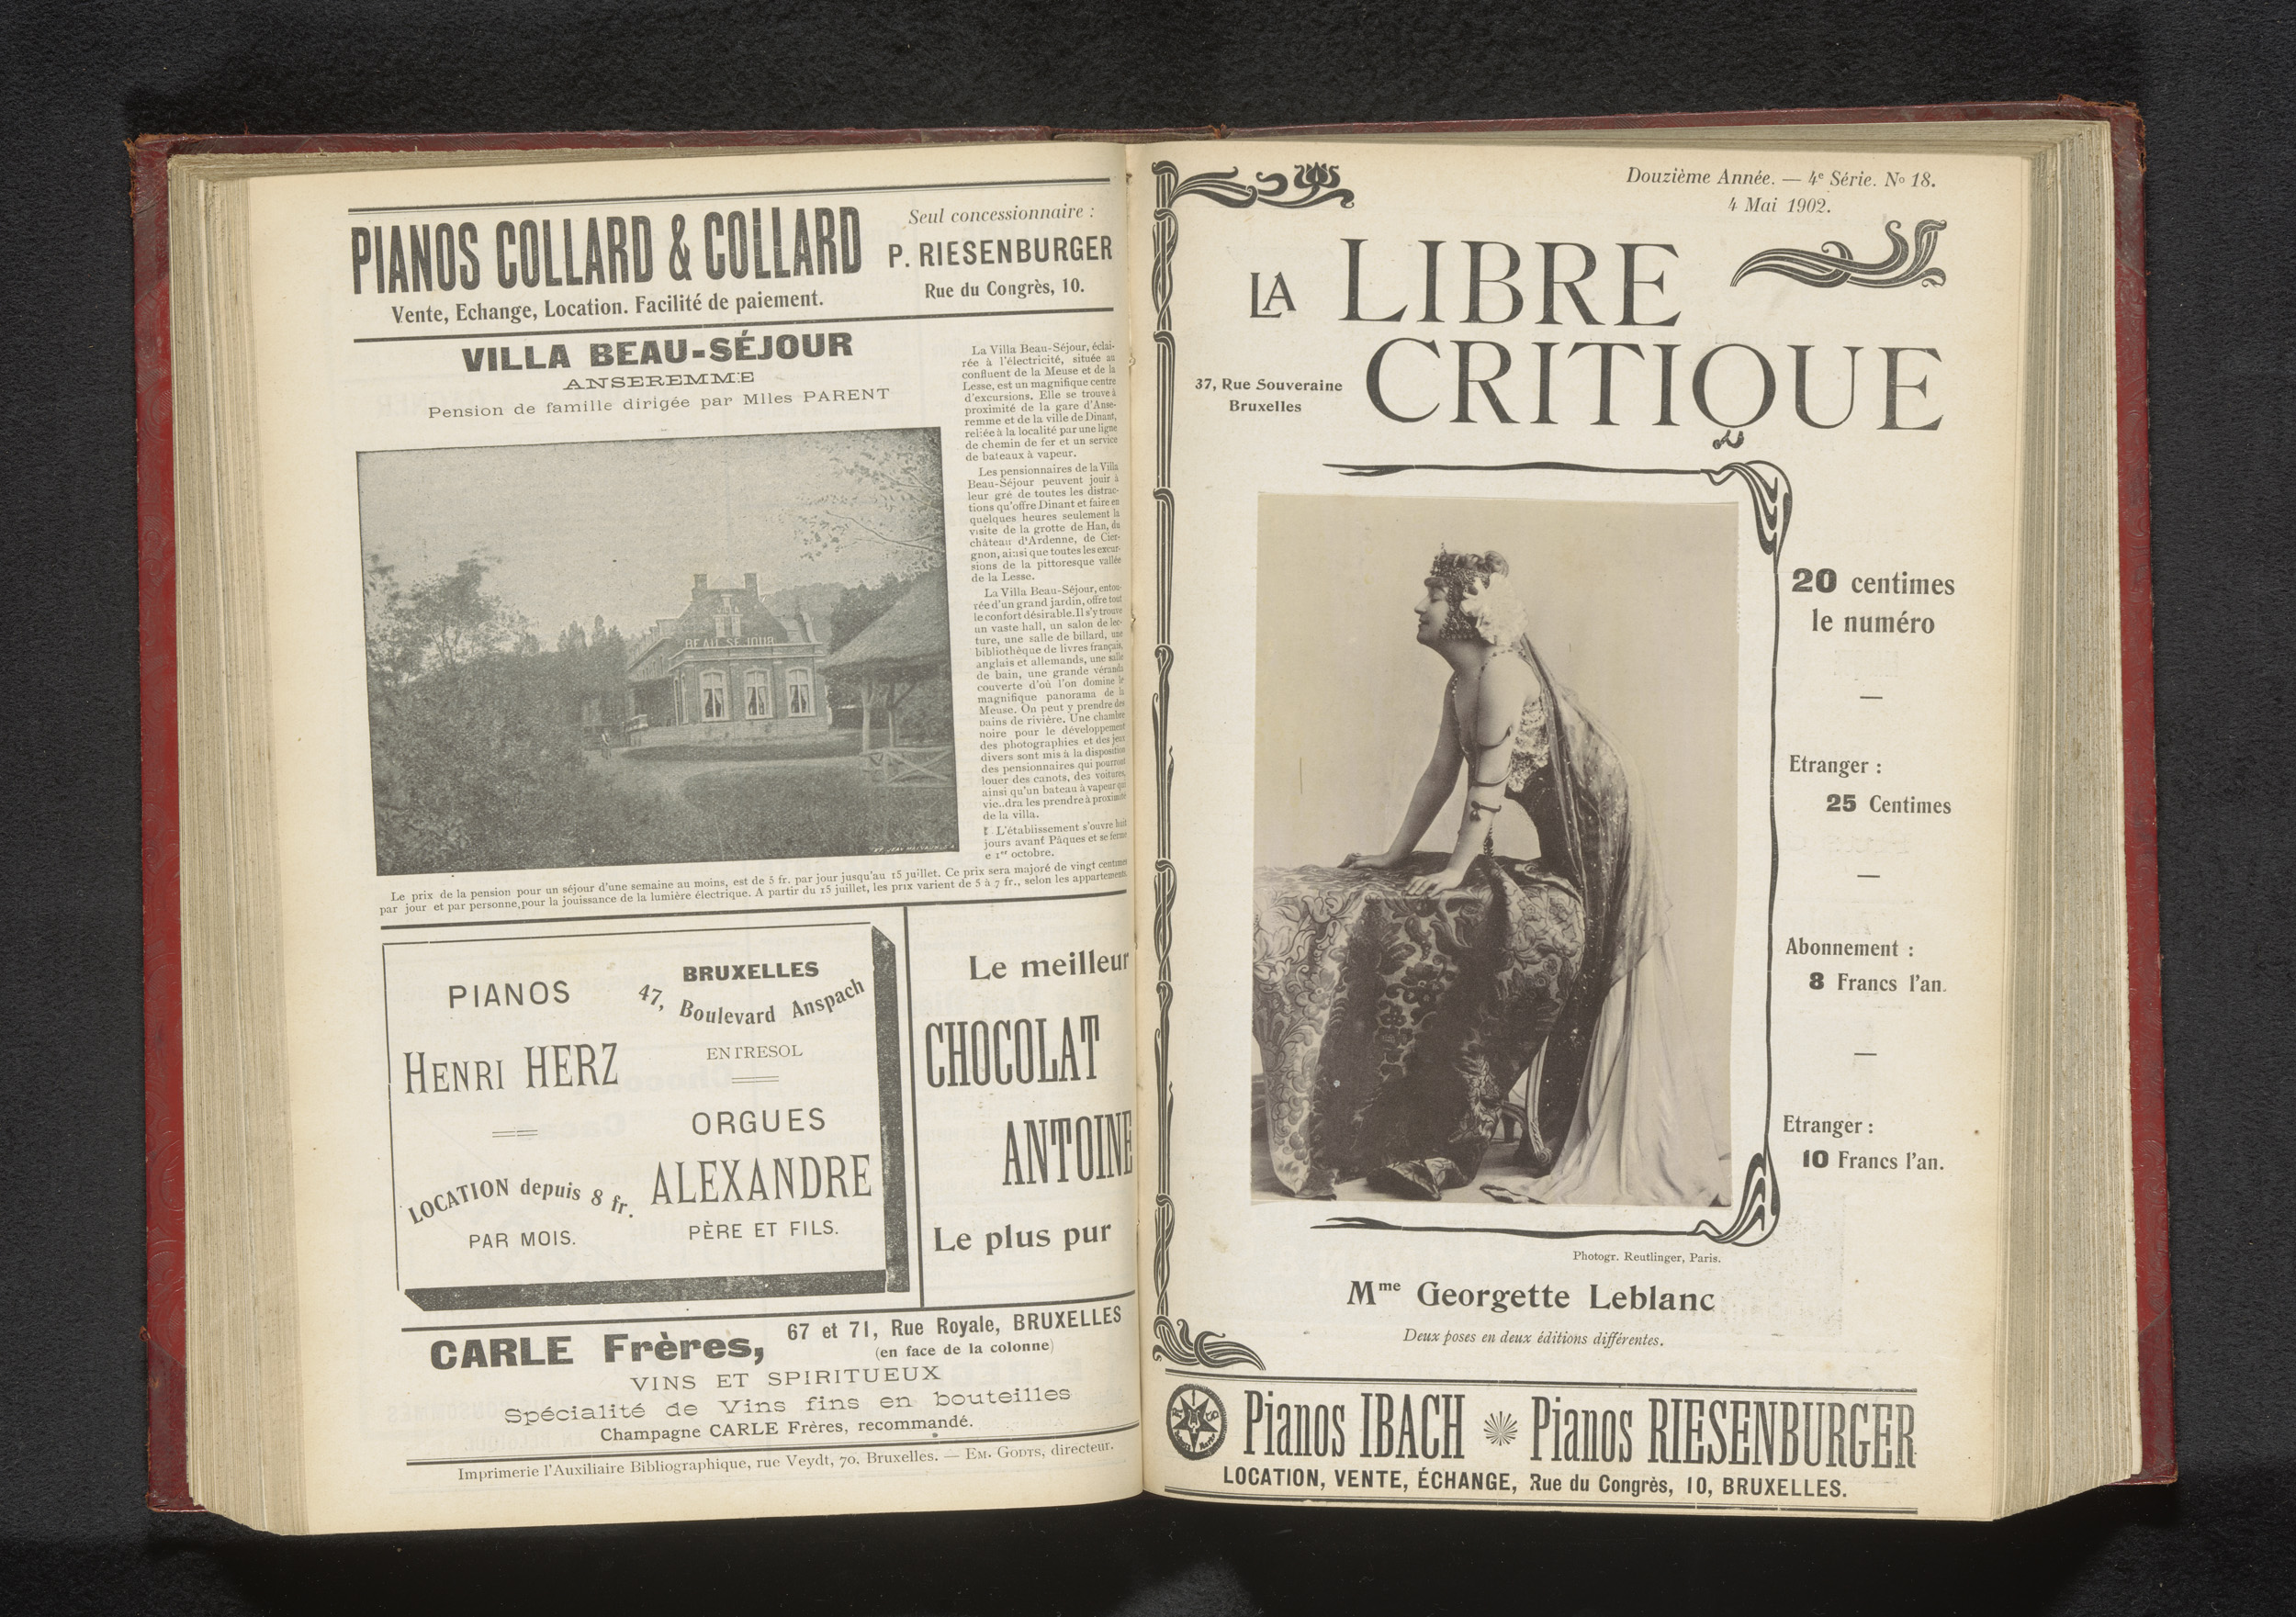 PIANOS COLLARD & COLLARD
Vente, Echange, Location. Facilité de paiement.
Seul concessionnaire :
P. RIESENBURGER
Rue du Congrès, 10.
VILLA BEAU-SÉJOUR
ANSEREMME
Pension de famille dirigée par Mlles PARENT
BEAU SEJOUR
La Villa Beau-Séjour, éclai-
rée à l'électricité, située au
confluent de la Meuse et de la
Lesse, est un magnifique centre
d'excursions. Elle se trouve à
proximité de la gare d'Anse-
remme et de la ville de Dinant,
reliée à la localité par une ligne
de chemin de fer et un service
de bateaux à vapeur.
Les pensionnaires de la Villa
Beau-Séjour peuvent jouir à
leur gré de toutes les distrac-
tions qu'offre Dinant et faire en
quelques heures seulement la
visite de la grotte de Han, du
château d'Ardenne, de Cier-
gnon, ainsi que toutes les excur-
sions de la pittoresque vallée
de la Lesse.
La Villa Beau-Séjour, entou-
rée d'un grand jardin, offre tout
le confort désirable. Il s'y trouve
un vaste hall, un salon de lec-
ture, une salle de billard, une
bibliothèque de livres français,
anglais et allemands, une salle
de bain, une grande véranda
couverte d'où l'on domine le
magnifique panorama de la
Meuse. On peut y prendre des
bains de rivière. Une chambre
noire pour le développement
des photographies et des jeux
divers sont mis à la disposition
des pensionnaires qui pourront
louer des canots, des voitures,
ainsi qu'un bateau à vapeur qui
vie..dra les prendre à proximité
de la villa.
L'établissement s'ouvre huit
jours avant Pâques et se ferme
e 1er octobre.
Le prix de la pension pour un séjour d'une semaine au moins, est de 5 fr. par jour jusqu'au 15 juillet. Ce prix sera majoré de vingt centimes
par jour et par personne, pour la jouissance de la lumière électrique. A partir du 15 juillet, les prix varient de 5 à 7 fr., selon les appartements.
PIANOS
HENRI HERZ
LOCATION depuis 8 fr.
PAR MOIS.
BRUXELLES
47, Boulevard Anspach
ENTRESOL
ORGUES
ALEXANDRE
PÈRE ET FILS.
Le meilleur
CHOCOLAT
ANTOINE
Le plus pur
CARLE Frères,
67 et 71, Rue Royale, BRUXELLES
(en face de la colonne)
VINS ET SPIRITUEUX
Spécialité de Vins fins en bouteilles
Champagne CARLE Frères, recommandé.
Imprimerie l'Auxiliaire Bibliographique, rue Veydt, 70. Bruxelles. — EM. GODTS, directeur.
Douzième Année. — 4e Série. No 18.
4 Mai 1902.
LA LIBRE
CRITIQUE
37, Rue Souveraine
Bruxelles
20 centimes
le numéro
—
Etranger :
25 Centimes
—
Abonnement :
8 Francs l'an.
—
Etranger :
10 Francs l'an.
Photogr. Reutlinger, Paris.
Mme Georgette Leblanc
Deux poses en deux éditions différentes.
Pianos IBACH Pianos RIESENBURGER
LOCATION, VENTE, ÉCHANGE, Rue du Congrès, 10, BRUXELLES.